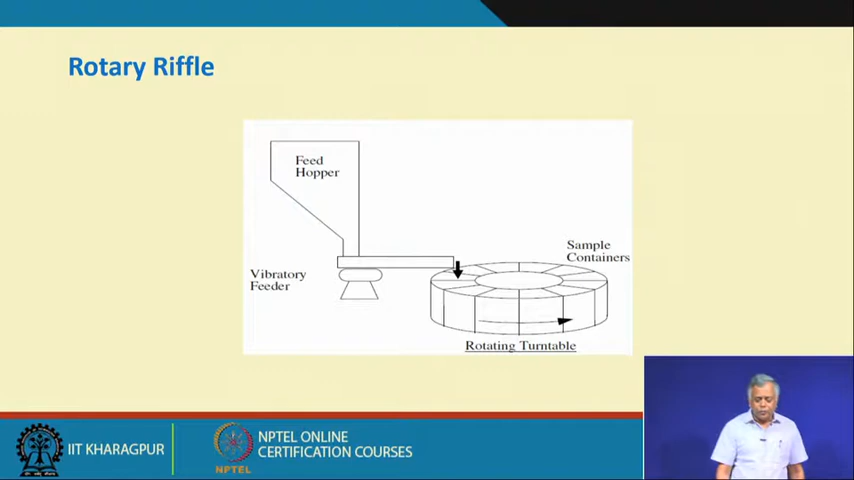 Rotary Riffle
Feed
Hopper
Sample
Containers
Vibratory
Feeder
Rotating Turntable
IIT KHARAGPUR
NPTEL
NPTEL ONLINE
CERTIFICATION COURSES